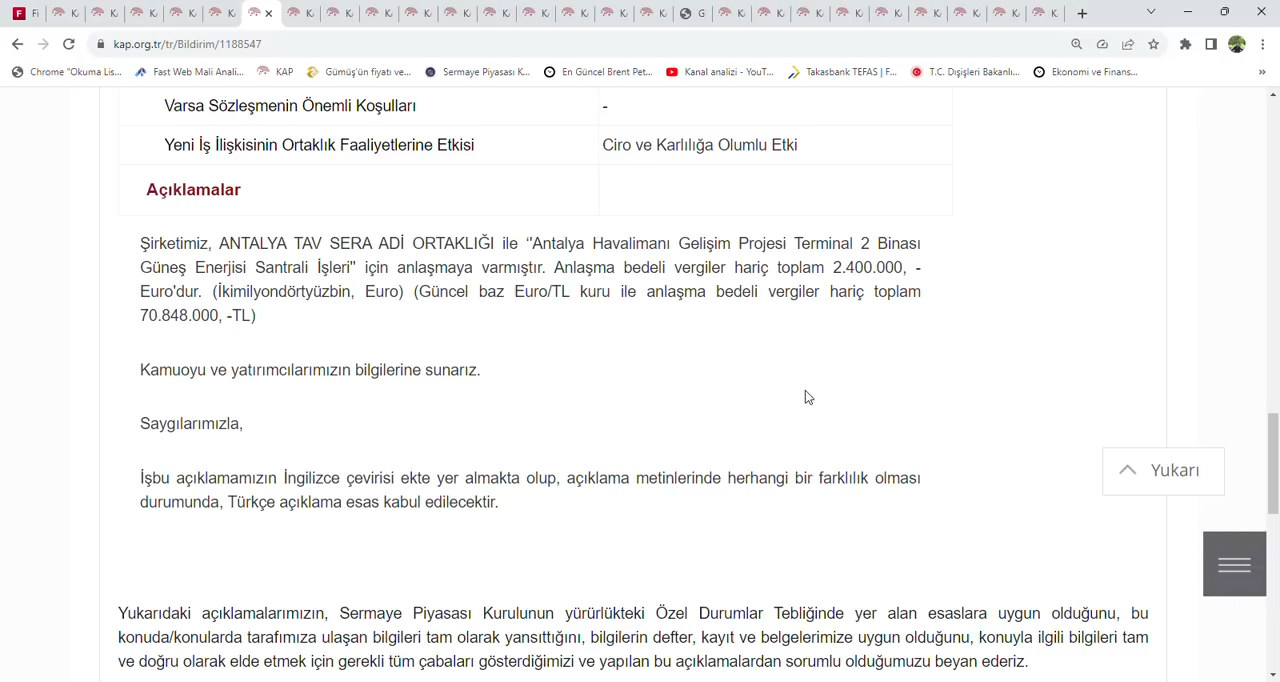 F Fi K K K K K K K K K K K K K K K G K K K K K K K K K
kap.org.tr/tr/Bildirim/1188547
Chrome "Okuma Lis... Fast Web Mali Anali... KAP Gümüş'ün fiyatı ve... Sermaye Piyasası K... En Güncel Brent Pet... Kanal analizi - YouT... Takasbank TEFAS | F... T.C. Dışişleri Bakanlı... Ekonomi ve Finans... »
Varsa Sözleşmenin Önemli Koşulları -
Yeni İş İlişkisinin Ortaklık Faaliyetlerine Etkisi Ciro ve Karlılığa Olumlu Etki
Açıklamalar
Şirketimiz, ANTALYA TAV SERA ADİ ORTAKLIĞI ile ‘'Antalya Havalimanı Gelişim Projesi Terminal 2 Binası
Güneş Enerjisi Santrali İşleri'' için anlaşmaya varmıştır. Anlaşma bedeli vergiler hariç toplam 2.400.000, -
Euro'dur. (İkimilyondörtyüzbin, Euro) (Güncel baz Euro/TL kuru ile anlaşma bedeli vergiler hariç toplam
70.848.000, -TL)
Kamuoyu ve yatırımcılarımızın bilgilerine sunarız.
Saygılarımızla,
İşbu açıklamamızın İngilizce çevirisi ekte yer almakta olup, açıklama metinlerinde herhangi bir farklılık olması
durumunda, Türkçe açıklama esas kabul edilecektir.
Yukarı
Yukarıdaki açıklamalarımızın, Sermaye Piyasası Kurulunun yürürlükteki Özel Durumlar Tebliğinde yer alan esaslara uygun olduğunu, bu
konuda/konularda tarafımıza ulaşan bilgileri tam olarak yansıttığını, bilgilerin defter, kayıt ve belgelerimize uygun olduğunu, konuyla ilgili bilgileri tam
ve doğru olarak elde etmek için gerekli tüm çabaları gösterdiğimizi ve yapılan bu açıklamalardan sorumlu olduğumuzu beyan ederiz.